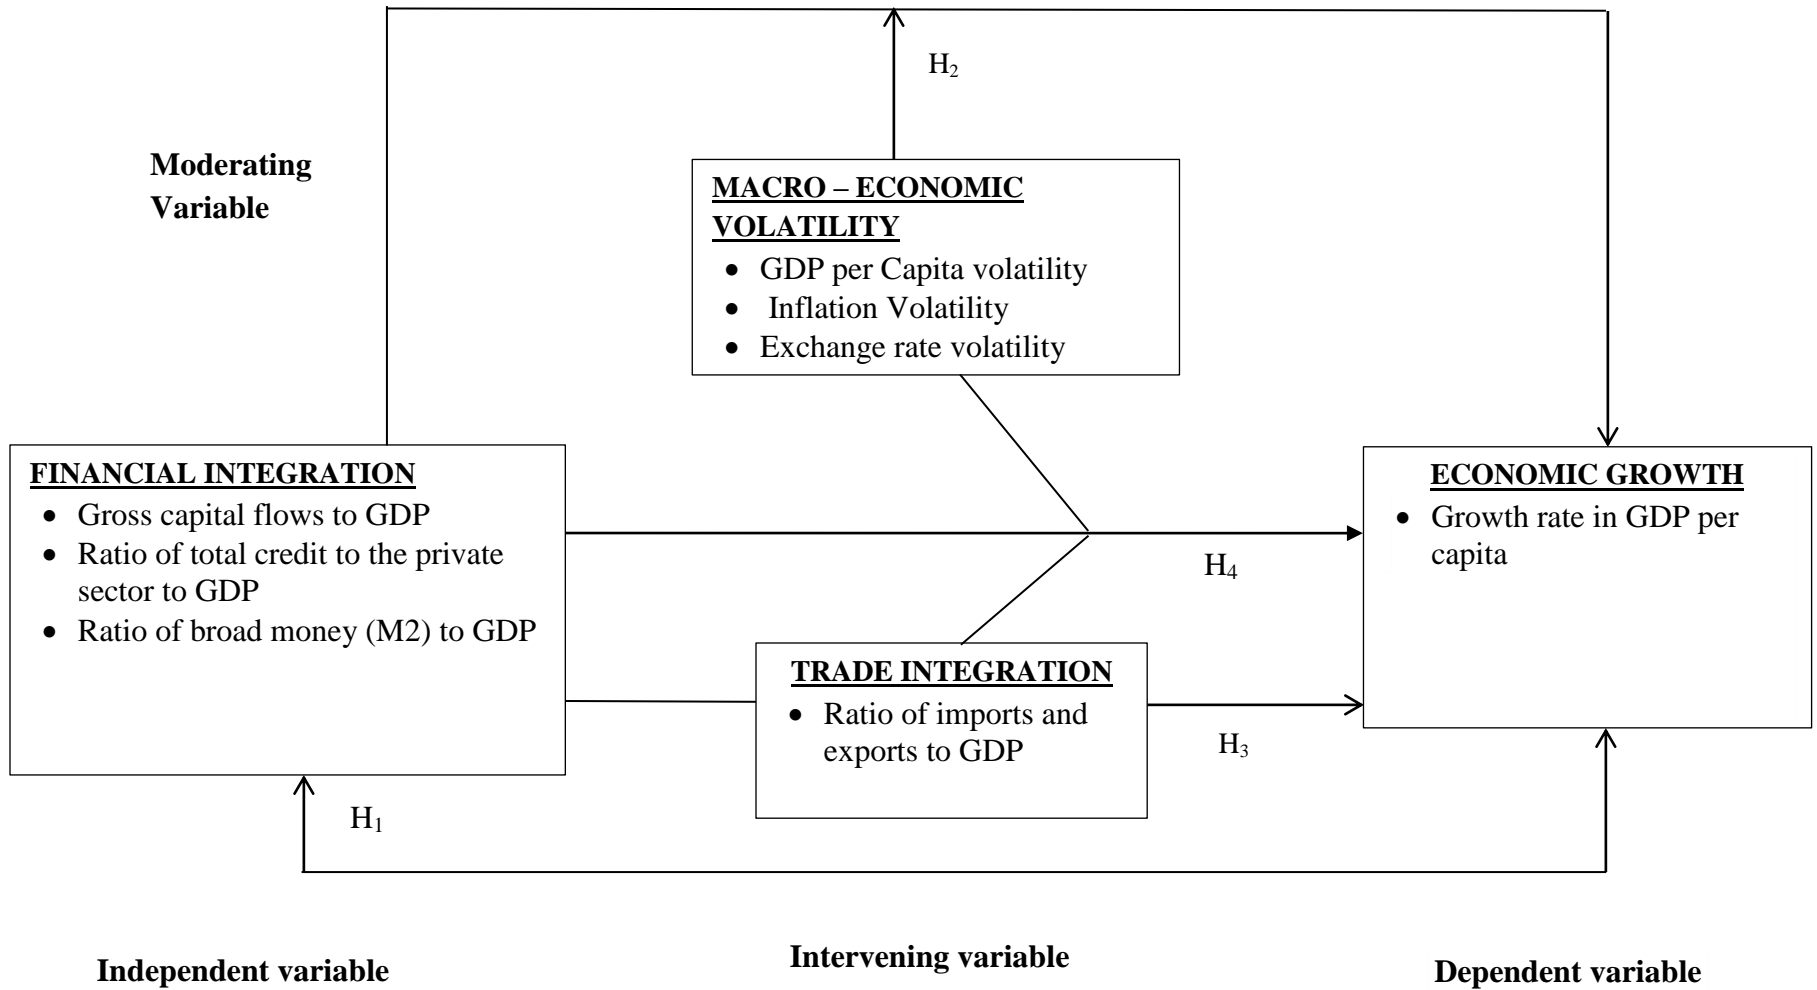 H₂
Moderating
Variable
MACRO – ECONOMIC
VOLATILITY
• GDP per Capita volatility
• Inflation Volatility
• Exchange rate volatility
FINANCIAL INTEGRATION
• Gross capital flows to GDP
• Ratio of total credit to the private
sector to GDP
• Ratio of broad money (M2) to GDP
ECONOMIC GROWTH
• Growth rate in GDP per
capita
H₄
TRADE INTEGRATION
• Ratio of imports and
exports to GDP
H₃
H₁
Independent variable
Intervening variable
Dependent variable